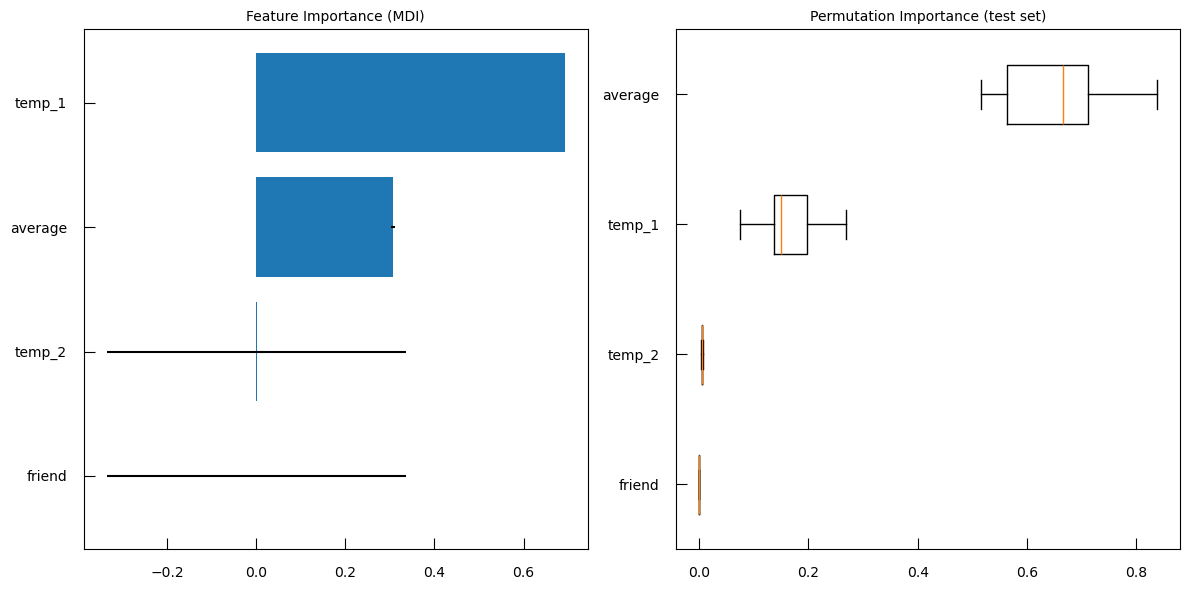 Feature Importance (MDI)
temp_1
average
temp_2
friend
−0.2 0.0 0.2 0.4 0.6
Permutation Importance (test set)
average
temp_1
temp_2
friend
0.0 0.2 0.4 0.6 0.8